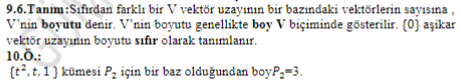 9.6.Tanım:Sıfırdan farklı bir V vektör uzayının bir bazındaki vektörlerin sayısına ,
V’nin boyutu denir. V’nin boyutu genellikte boy V biçiminde gösterilir. {0} aşikar
vektör uzayının boyutu sıfır olarak tanımlanır.
10.Ö.:
{t², t, 1 } kümesi P₂ için bir baz olduğundan boyP₂=3.